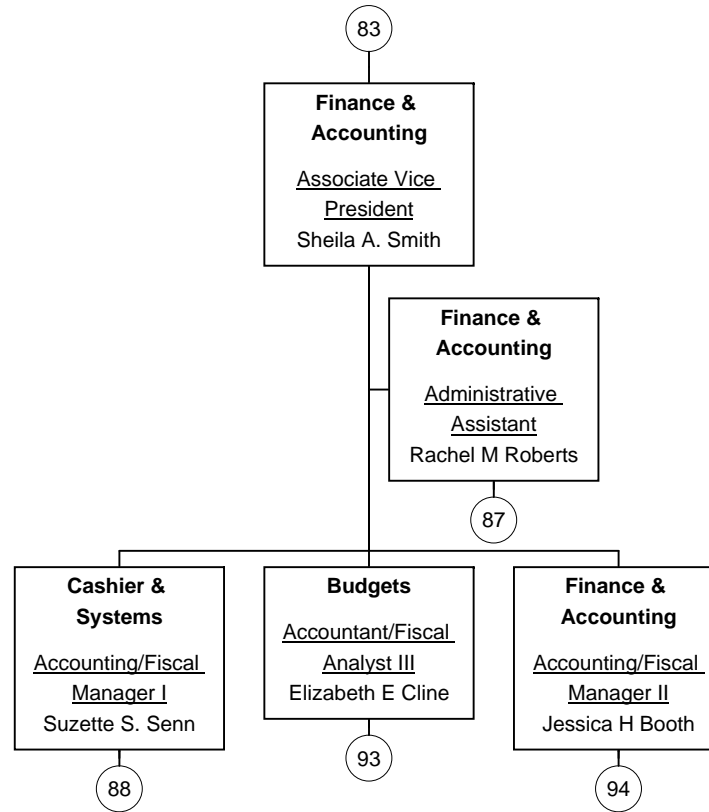 83
Finance &
Accounting
Associate Vice
President
Sheila A. Smith
Finance &
Accounting
Administrative
Assistant
Rachel M Roberts
87
Cashier &
Systems
Accounting/Fiscal
Manager I
Suzette S. Senn
88
Budgets
Accountant/Fiscal
Analyst III
Elizabeth E Cline
93
Finance &
Accounting
Accounting/Fiscal
Manager II
Jessica H Booth
94